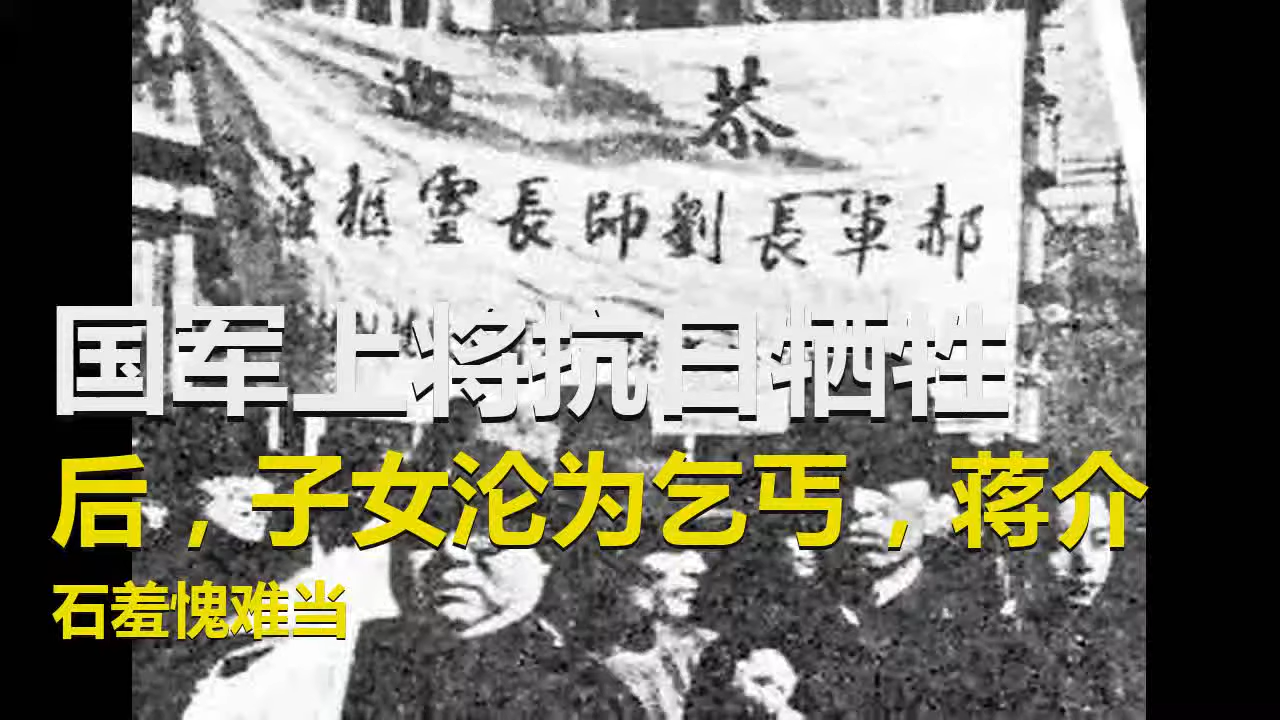 恭迎
郝軍長劉師長靈柩
国军上将抗日牺牲
后，子女沦为乞丐，蒋介
石羞愧难当